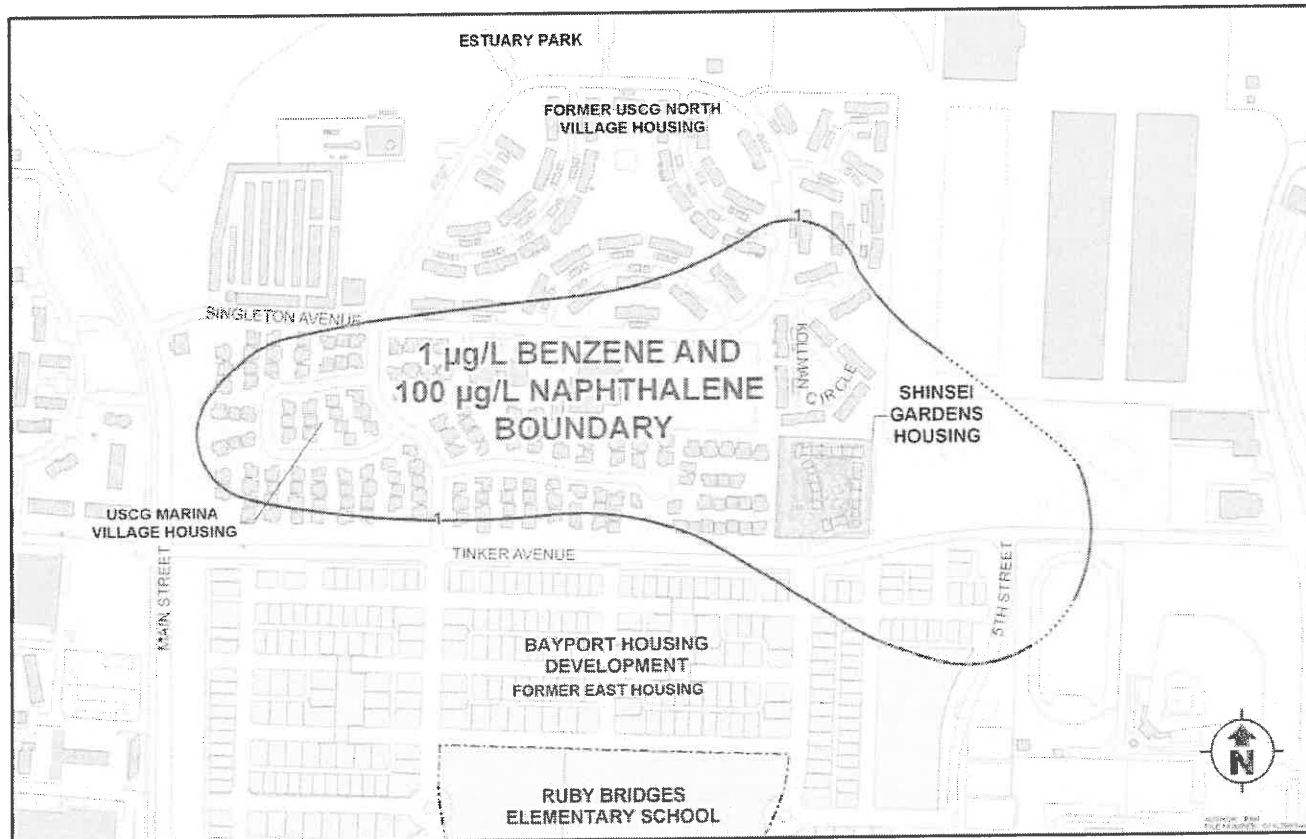 ESTUARY PARK
FORMER USCG NORTH
VILLAGE HOUSING
1
SINGLETON AVENUE
1 µg/L BENZENE AND
100 µg/L NAPHTHALENE
BOUNDARY
KOLLMAN
CIRCLE
SHINSEI
GARDENS
HOUSING
USCG MARINA
VILLAGE HOUSING
1
TINKER AVENUE
MAIN STREET
5TH STREET
BAYPORT HOUSING
DEVELOPMENT
FORMER EAST HOUSING
RUBY BRIDGES
ELEMENTARY SCHOOL
N